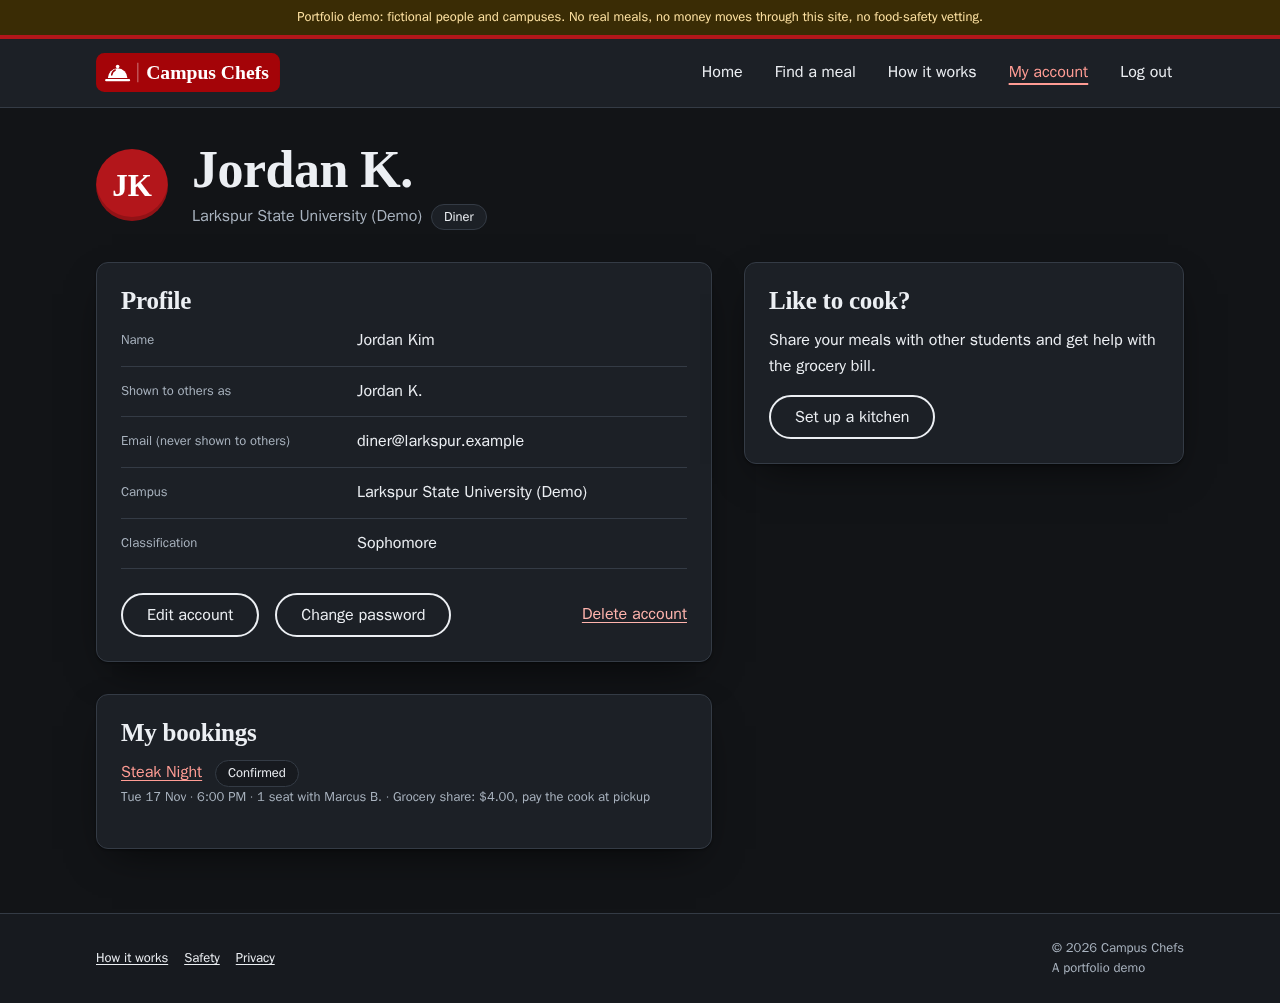 Portfolio demo: fictional people and campuses. No real meals, no money moves through this site, no food-safety vetting.
Campus Chefs
Home
Find a meal
How it works
My account
Log out
JK
Jordan K.
Larkspur State University (Demo)
Diner
Profile
Name
Jordan Kim
Shown to others as
Jordan K.
Email (never shown to others)
diner@larkspur.example
Campus
Larkspur State University (Demo)
Classification
Sophomore
Edit account
Change password
Delete account
Like to cook?
Share your meals with other students and get help with
the grocery bill.
Set up a kitchen
My bookings
Steak Night
Confirmed
Tue 17 Nov · 6:00 PM · 1 seat with Marcus B. · Grocery share: $4.00, pay the cook at pickup
How it works
Safety
Privacy
© 2026 Campus Chefs
A portfolio demo